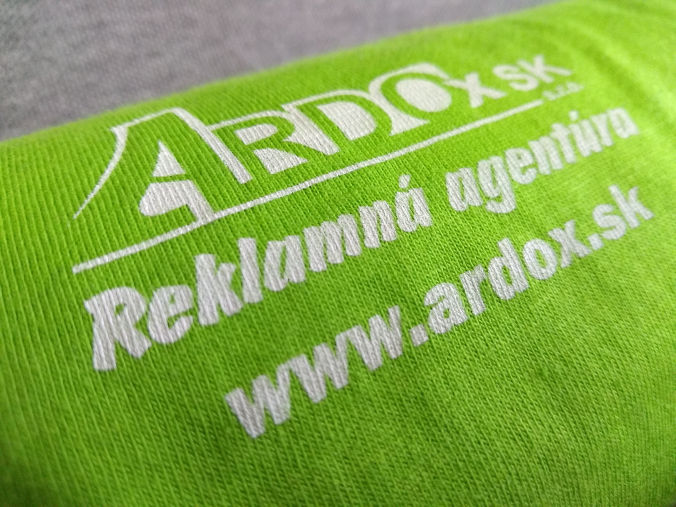 ARDOX SK
s.r.o.
Reklamná agentúra
www.ardox.sk